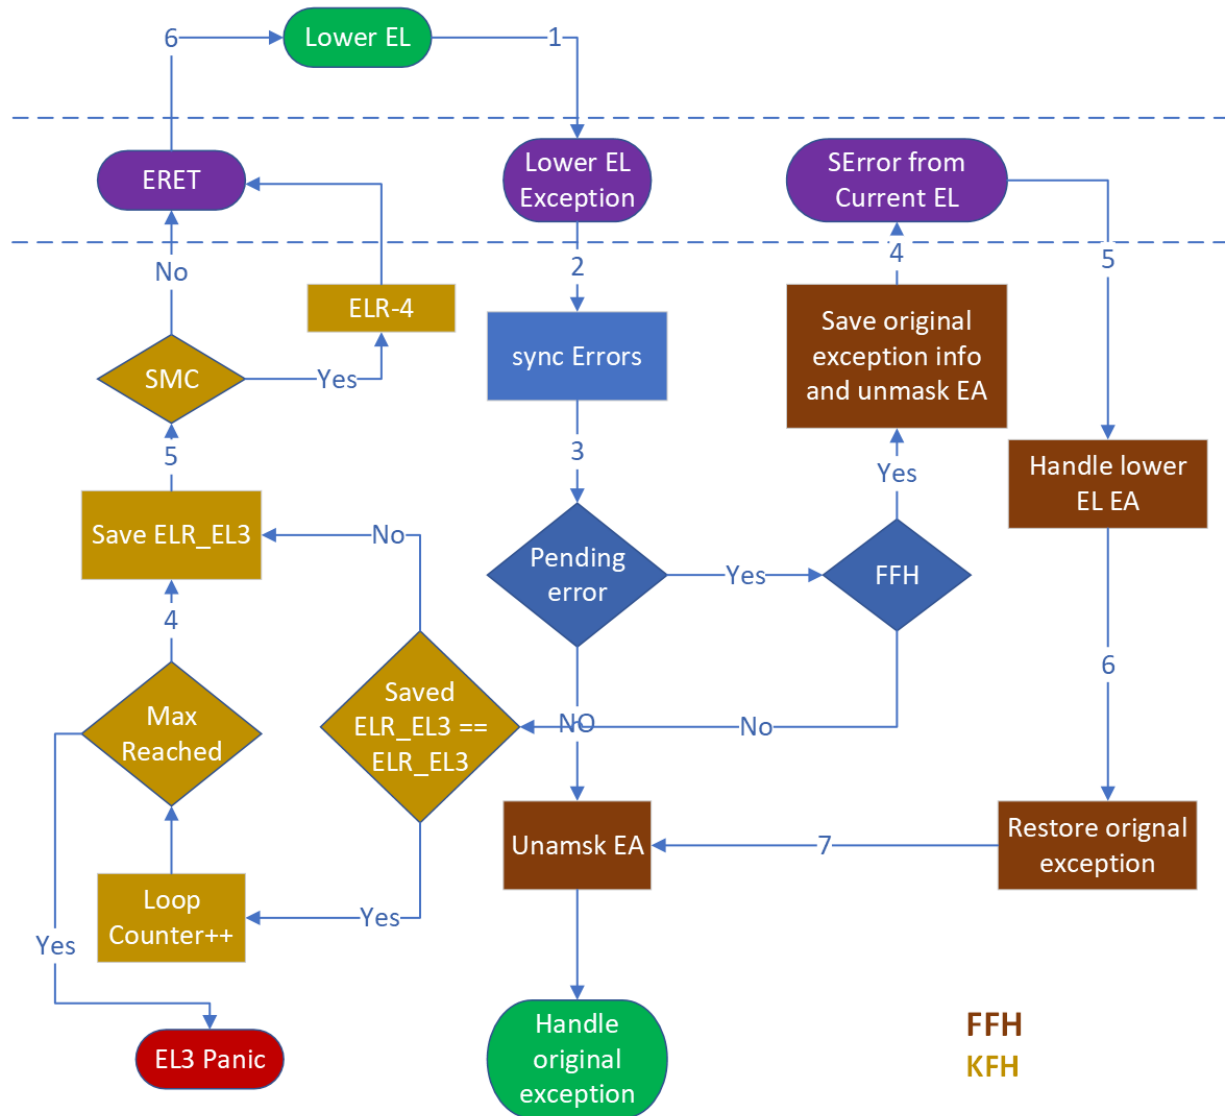 6
Lower EL
1
ERET
Lower EL
Exception
SError from
Current EL
No
2
4
5
ELR-4
sync Errors
Save original
exception info
and unmask EA
SMC
Yes
3
5
Yes
Handle lower
EL EA
Save ELR_EL3
No
Pending
error
Yes
FFH
4
6
Max
Reached
Saved
ELR_EL3 ==
ELR_EL3
NO
No
Unamsk EA
7
Restore orignal
exception
Loop
Counter++
Yes
Yes
EL3 Panic
Handle
original
exception
FFH
KFH